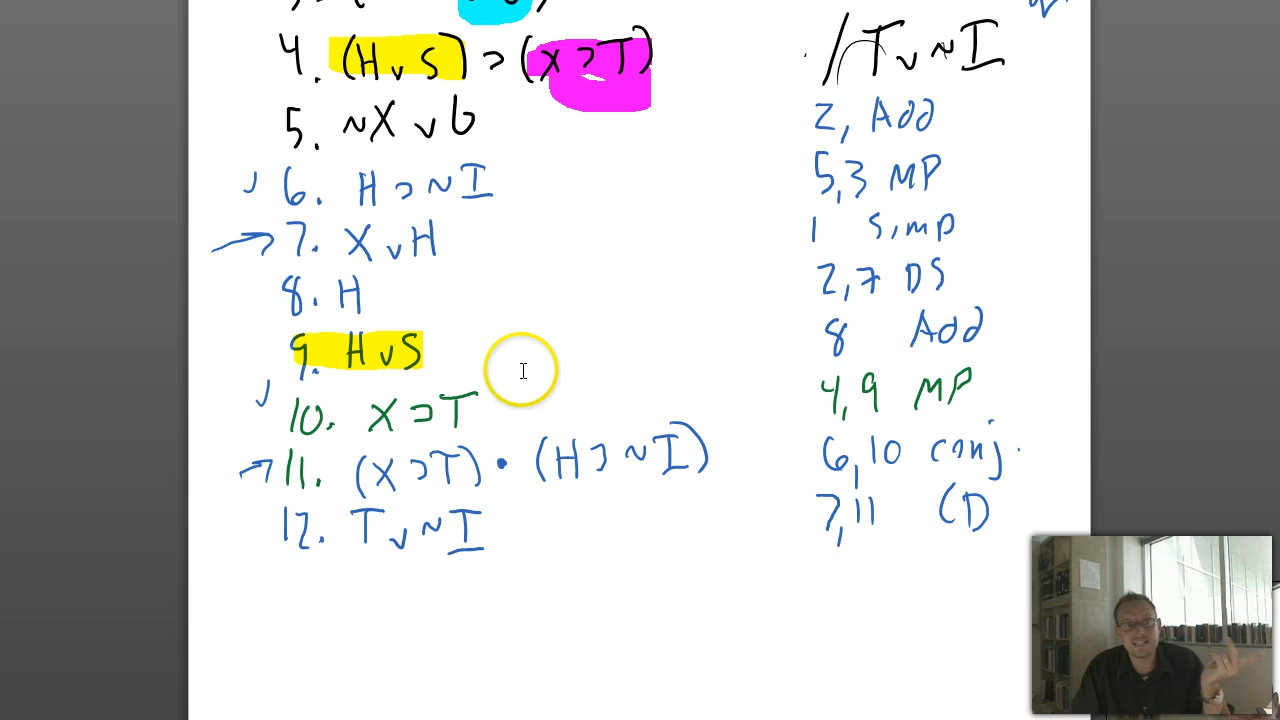 4. (H v S) ⊃ (X ⊃ T) / T v ~I
5. ~X v G 2, Add
6. H ⊃ ~I 5,3 MP
7. X v H 1 Simp
8. H 2,7 DS
9. H v S 8 Add
10. X ⊃ T 4,9 MP
11. (X ⊃ T) • (H ⊃ ~I) 6,10 conj.
12. T v ~I 7,11 CD